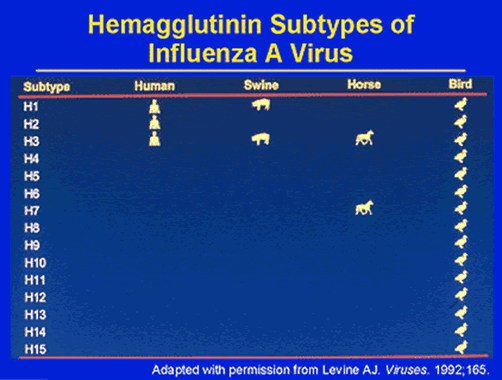 Hemagglutinin Subtypes of
Influenza A Virus
Subtype Human Swine Horse Bird
H1
H2
H3
H4
H5
H6
H7
H8
H9
H10
H11
H12
H13
H14
H15
Adapted with permission from Levine AJ. Viruses. 1992;165.